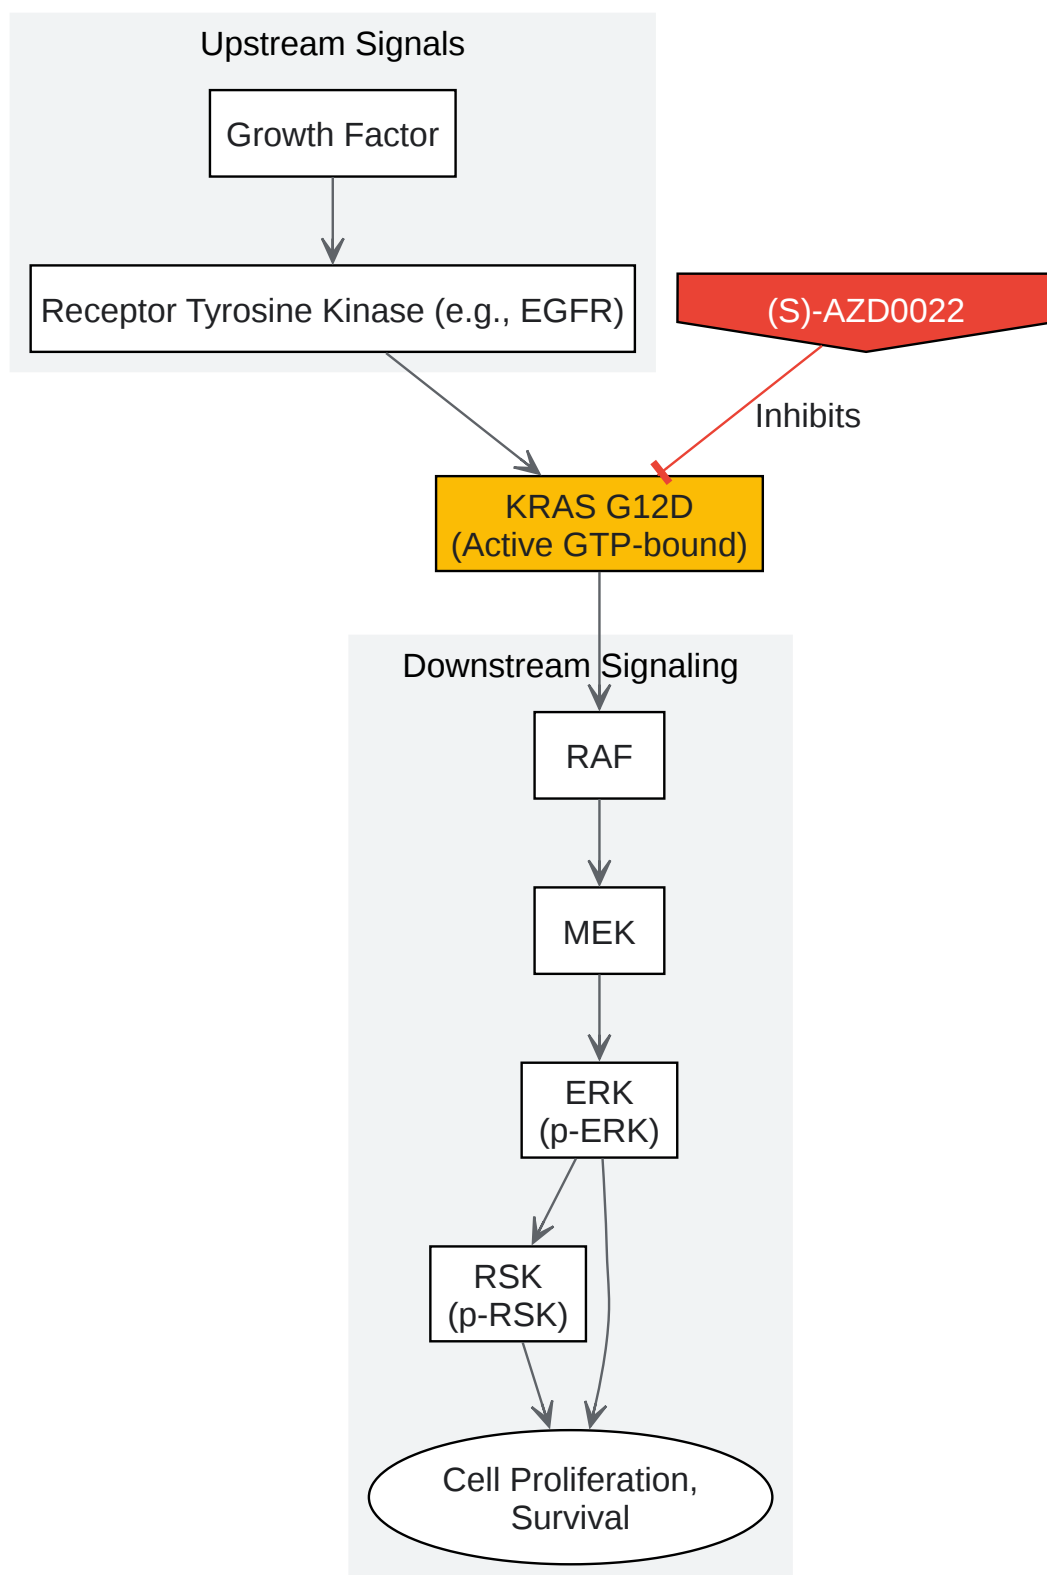 Upstream Signals
Growth Factor
Receptor Tyrosine Kinase (e.g., EGFR)
(S)-AZD0022
Inhibits
KRAS G12D
(Active GTP-bound)
Downstream Signaling
RAF
MEK
ERK
(p-ERK)
RSK
(p-RSK)
Cell Proliferation,
Survival